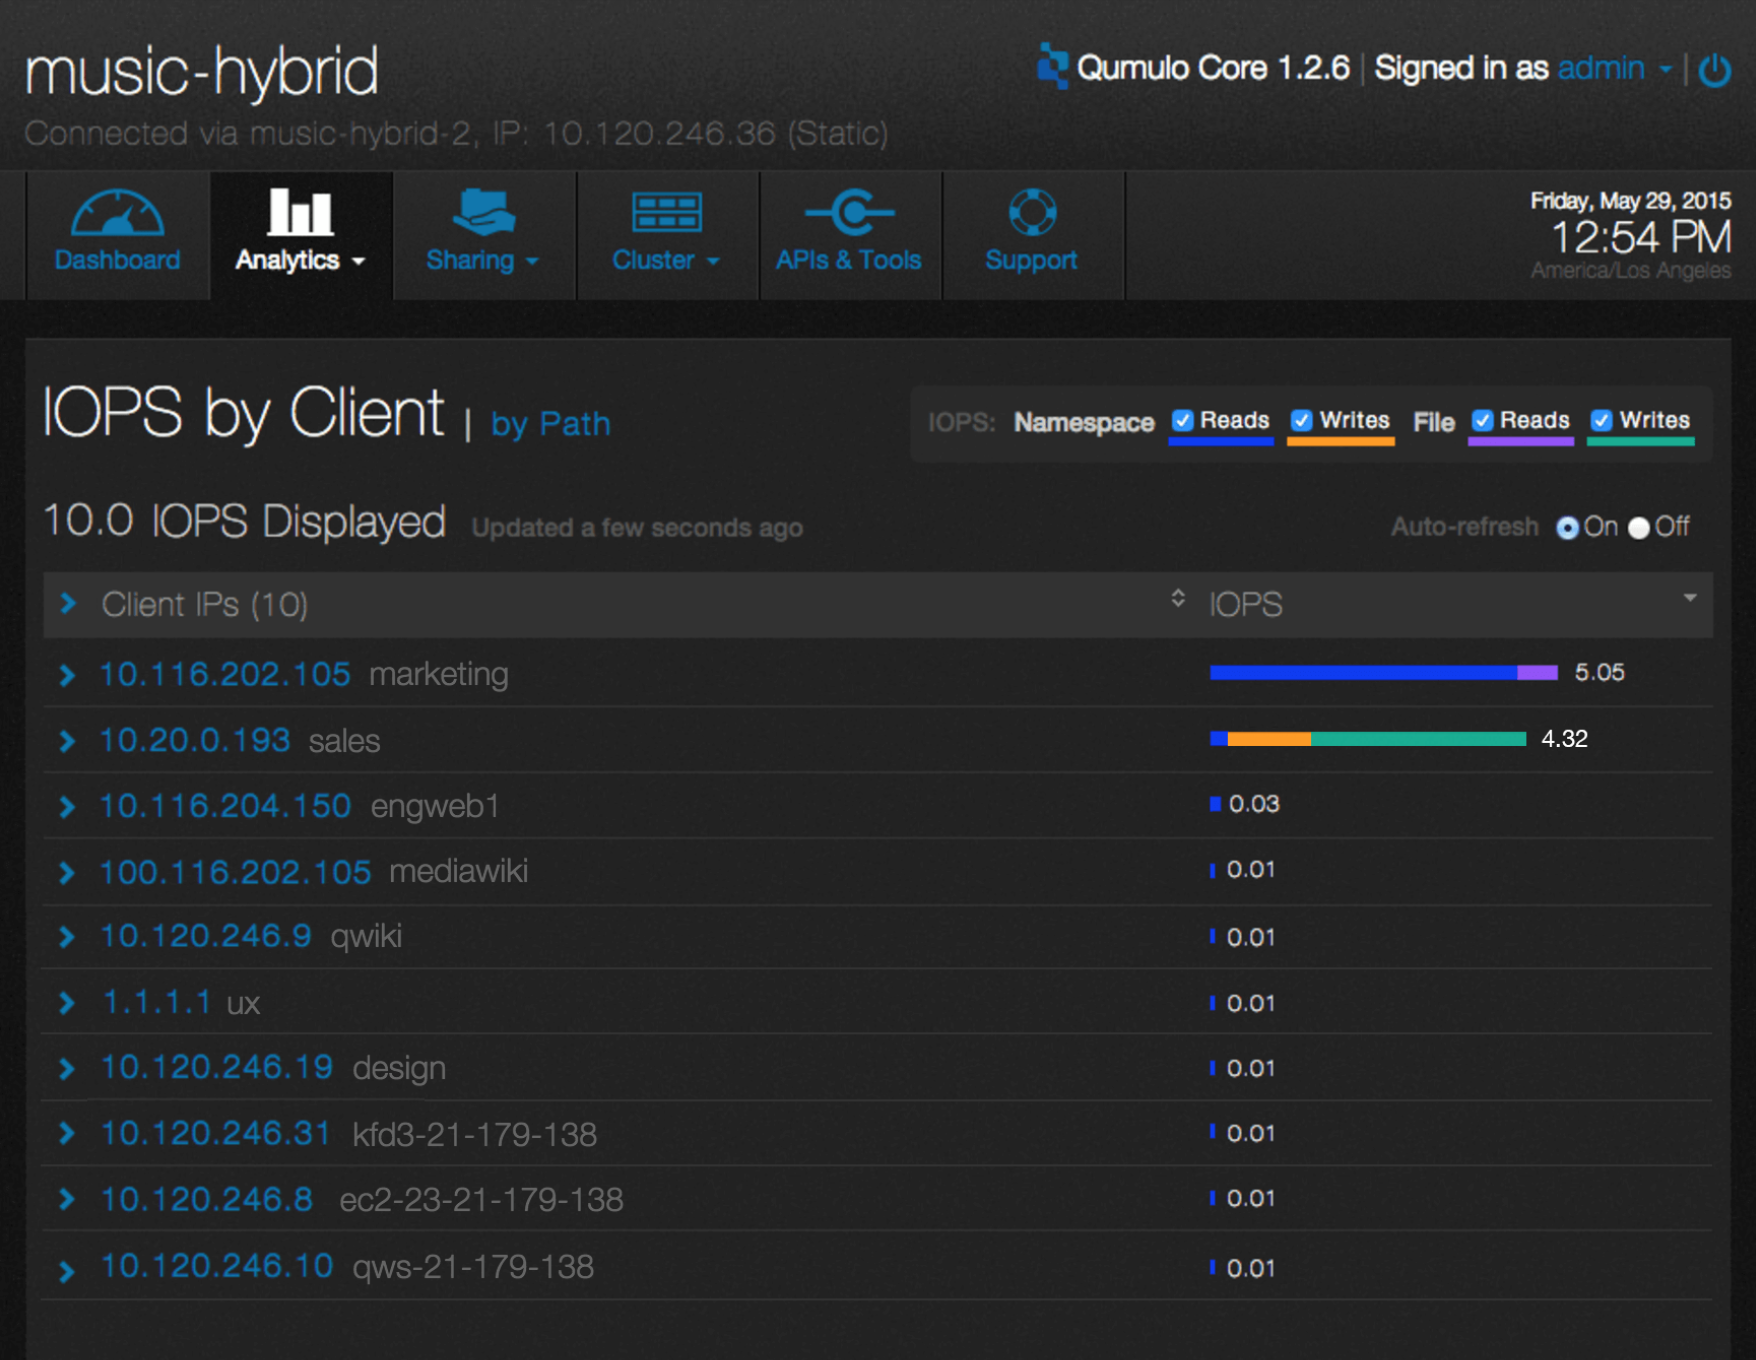 music-hybrid
Qumulo Core 1.2.6 | Signed in as admin
Connected via music-hybrid-2, IP: 10.120.246.36 (Static)
Dashboard
Analytics
Sharing
Cluster
APIs & Tools
Support
Friday, May 29, 2015
12:54 PM
America/Los Angeles
IOPS by Client | by Path
IOPS: Namespace Reads Writes File Reads Writes
10.0 IOPS Displayed Updated a few seconds ago
Auto-refresh On Off
Client IPs (10) IOPS
10.116.202.105 marketing 5.05
10.20.0.193 sales 4.32
10.116.204.150 engweb1 0.03
100.116.202.105 mediawiki 0.01
10.120.246.9 qwiki 0.01
1.1.1.1 ux 0.01
10.120.246.19 design 0.01
10.120.246.31 kfd3-21-179-138 0.01
10.120.246.8 ec2-23-21-179-138 0.01
10.120.246.10 qws-21-179-138 0.01